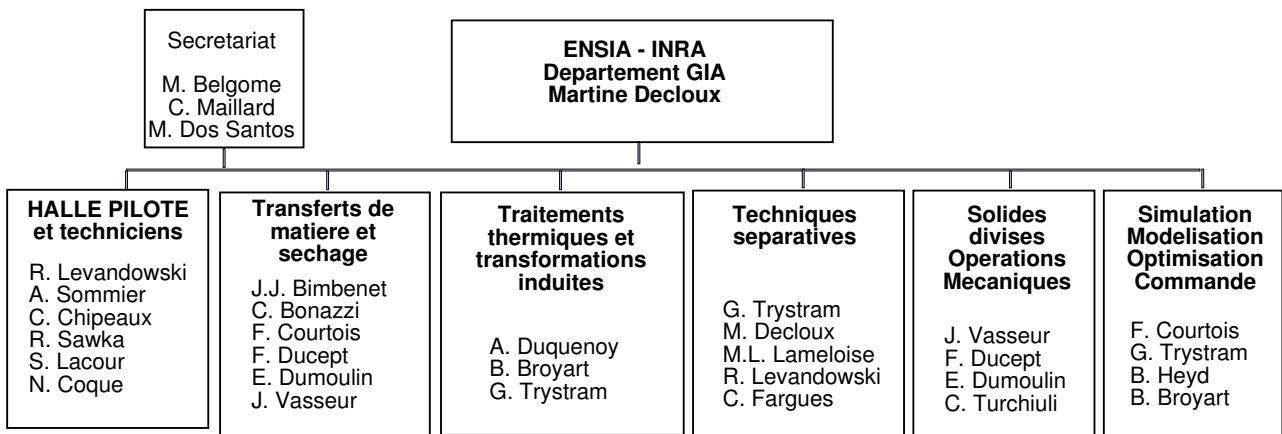 Secretariat
M. Belgome
C. Maillard
M. Dos Santos
ENSIA - INRA
Departement GIA
Martine Decloux
HALLE PILOTE
et techniciens
R. Levandowski
A. Sommier
C. Chipeaux
R. Sawka
S. Lacour
N. Coque
Transferts de
matiere et
sechage
J.J. Bimbenet
C. Bonazzi
F. Courtois
F. Ducept
E. Dumoulin
J. Vasseur
Traitements
thermiques et
transformations
induites
A. Duquenoy
B. Broyart
G. Trystram
Techniques
separatives
G. Trystram
M. Decloux
M.L. Lameloise
R. Levandowski
C. Fargues
Solides
divises
Operations
Mecaniques
J. Vasseur
F. Ducept
E. Dumoulin
C. Turchiuli
Simulation
Modelisation
Optimisation
Commande
F. Courtois
G. Trystram
B. Heyd
B. Broyart